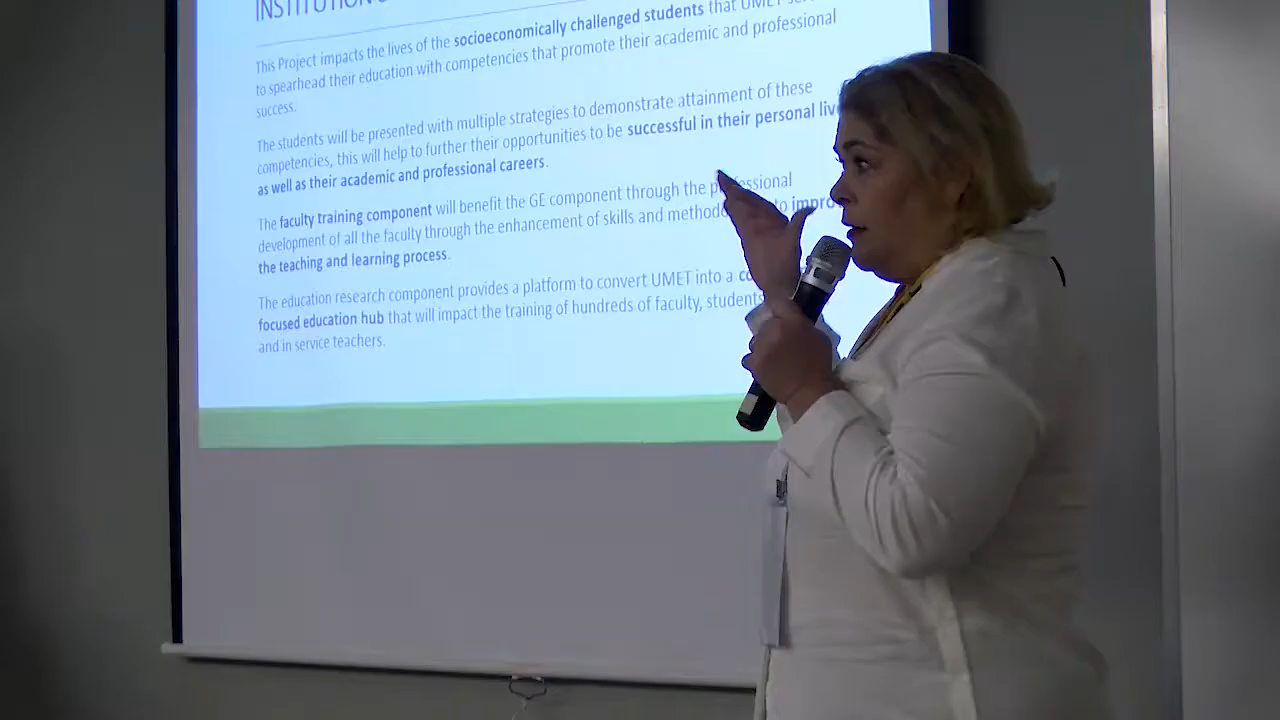 This Project impacts the lives of the socioeconomically challenged students that UMET
to spearhead their education with competencies that promote their academic and professional
success.
The students will be presented with multiple strategies to demonstrate attainment of these
competencies, this will help to further their opportunities to be successful in their personal
as well as their academic and professional careers.
The faculty training component will benefit the GE component through the professional
development of all the faculty through the enhancement of skills and to
the teaching and learning process.
The education research component provides a platform to convert UMET into a
focused education hub that will impact the training of hundreds of faculty, students
and in service teachers.